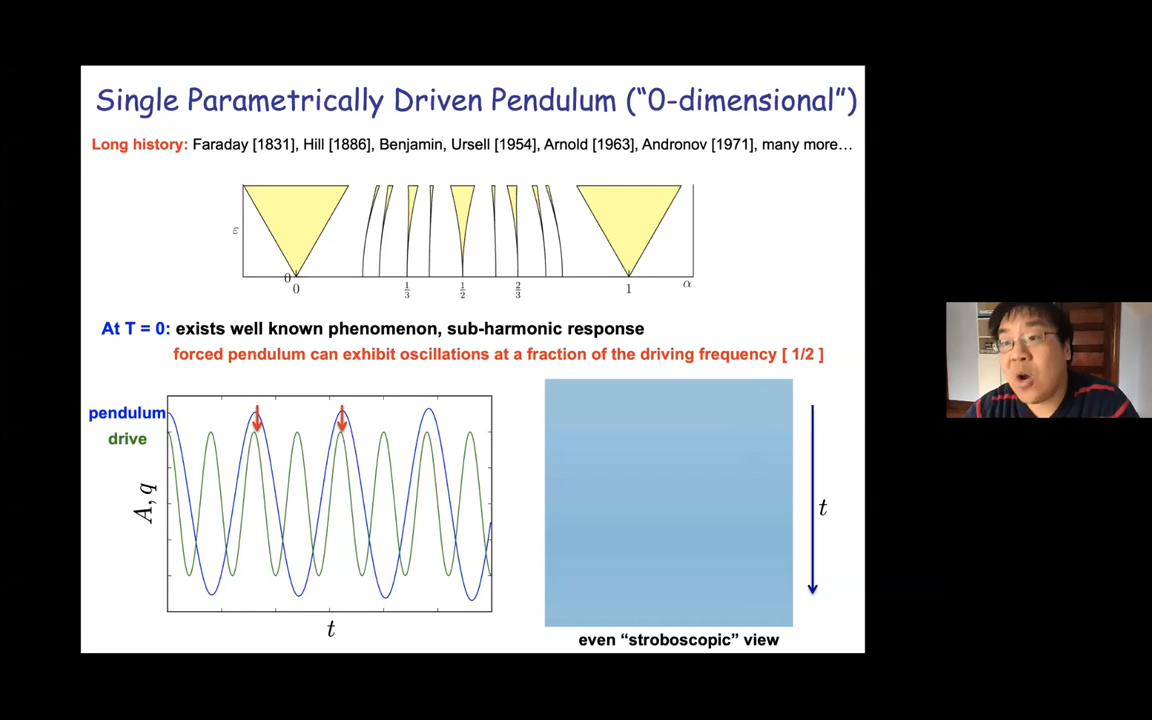 Single Parametrically Driven Pendulum (“0-dimensional”)
Long history: Faraday [1831], Hill [1886], Benjamin, Ursell [1954], Arnold [1963], Andronov [1971], many more…
ε
0
0
1/3
1/2
2/3
1
α
At T = 0: exists well known phenomenon, sub-harmonic response
forced pendulum can exhibit oscillations at a fraction of the driving frequency [ 1/2 ]
pendulum
drive
A, q
t
t
even “stroboscopic” view